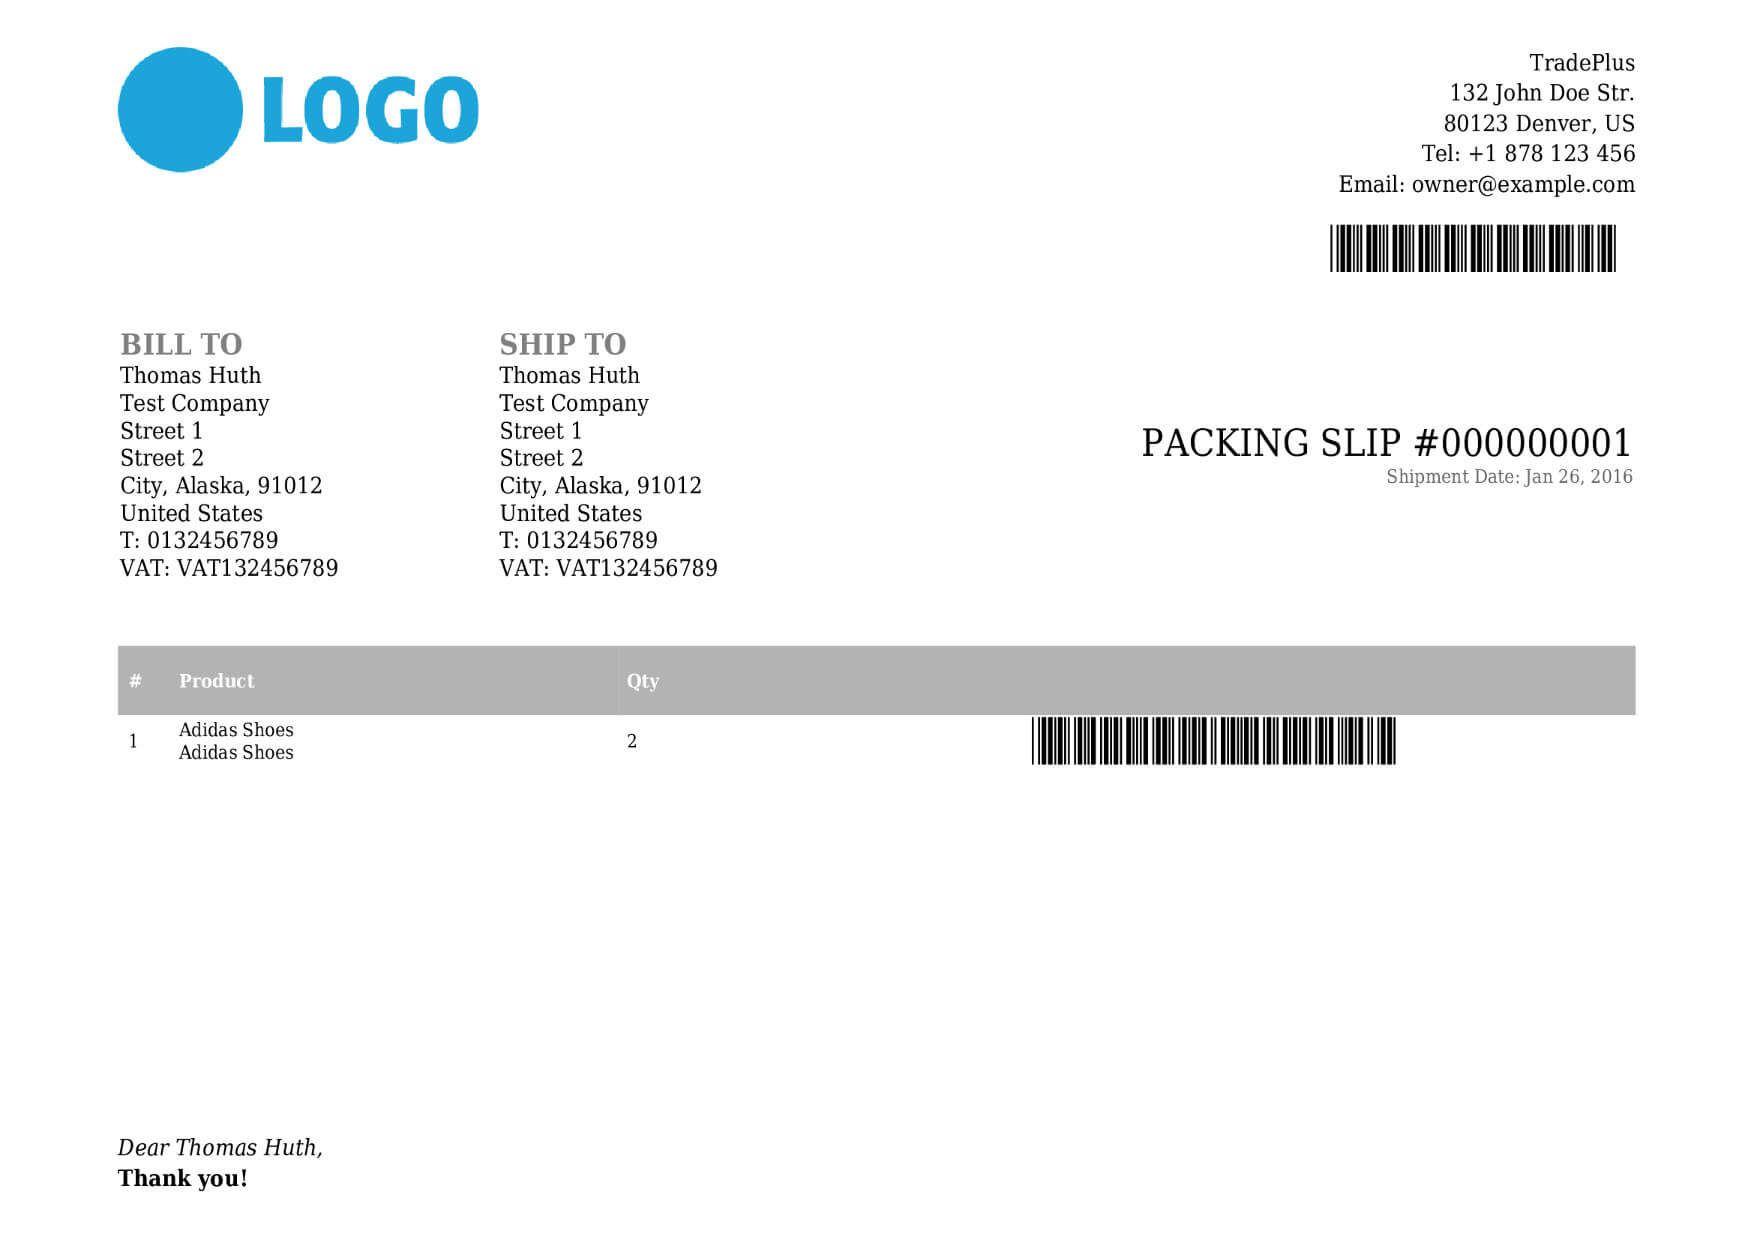 LOGO
TradePlus
132 John Doe Str.
80123 Denver, US
Tel: +1 878 123 456
Email: owner@example.com
BILL TO
Thomas Huth
Test Company
Street 1
Street 2
City, Alaska, 91012
United States
T: 0132456789
VAT: VAT132456789
SHIP TO
Thomas Huth
Test Company
Street 1
Street 2
City, Alaska, 91012
United States
T: 0132456789
VAT: VAT132456789
PACKING SLIP #000000001
Shipment Date: Jan 26, 2016
# Product Qty
1 Adidas Shoes 2
Adidas Shoes
Dear Thomas Huth,
Thank you!